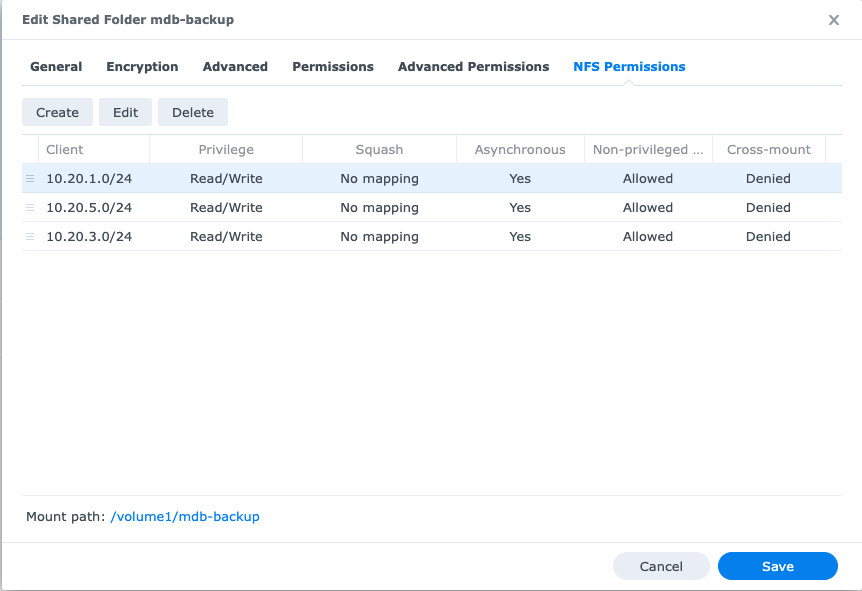 Edit Shared Folder mdb-backup
General Encryption Advanced Permissions Advanced Permissions NFS Permissions
Create Edit Delete
Client Privilege Squash Asynchronous Non-privileged ... Cross-mount
10.20.1.0/24 Read/Write No mapping Yes Allowed Denied
10.20.5.0/24 Read/Write No mapping Yes Allowed Denied
10.20.3.0/24 Read/Write No mapping Yes Allowed Denied
Mount path: /volume1/mdb-backup
Cancel Save